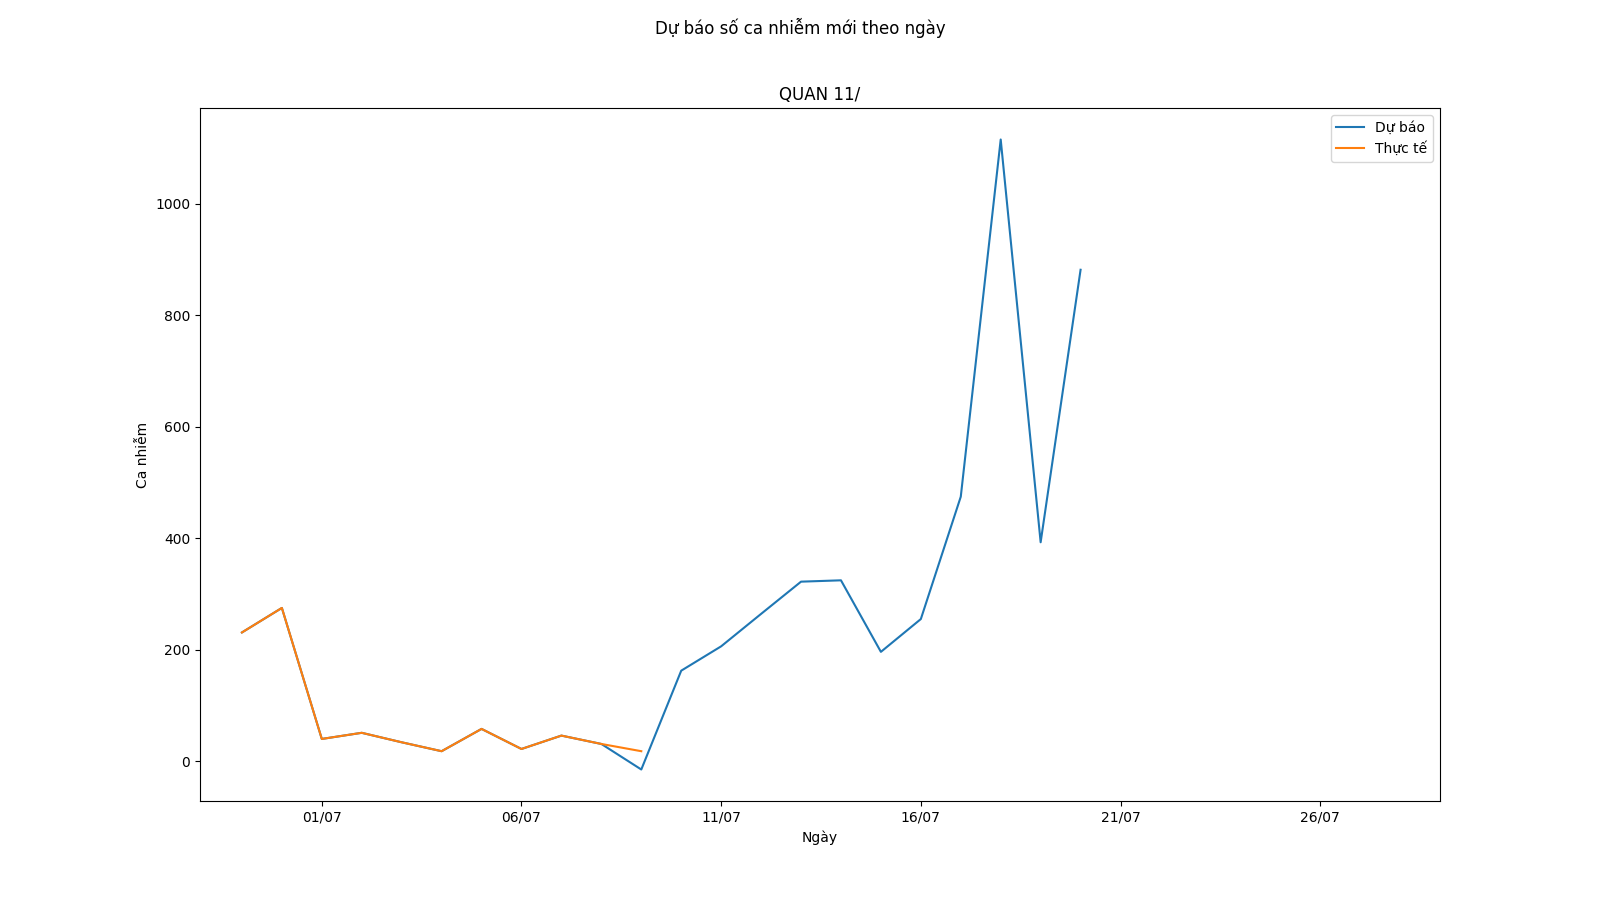 Dự báo số ca nhiễm mới theo ngày
QUAN 11/
Dự báo
Thực tế
1000
800
600
400
200
0
Ca nhiễm
01/07
06/07
11/07
16/07
21/07
26/07
Ngày